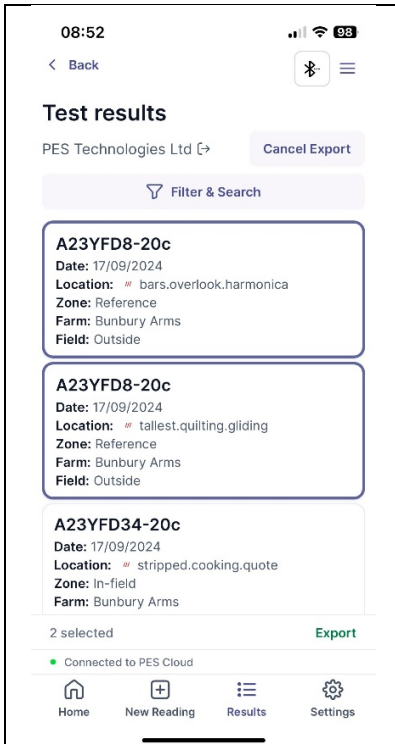 08:52
98
Back
Test results
PES Technologies Ltd
Cancel Export
Filter & Search
A23YFD8-20c
Date: 17/09/2024
Location: /// bars.overlook.harmonica
Zone: Reference
Farm: Bunbury Arms
Field: Outside
A23YFD8-20c
Date: 17/09/2024
Location: /// tallest.quilting.gliding
Zone: Reference
Farm: Bunbury Arms
Field: Outside
A23YFD34-20c
Date: 17/09/2024
Location: /// stripped.cooking.quote
Zone: In-field
Farm: Bunbury Arms
2 selected
Export
Connected to PES Cloud
Home
New Reading
Results
Settings